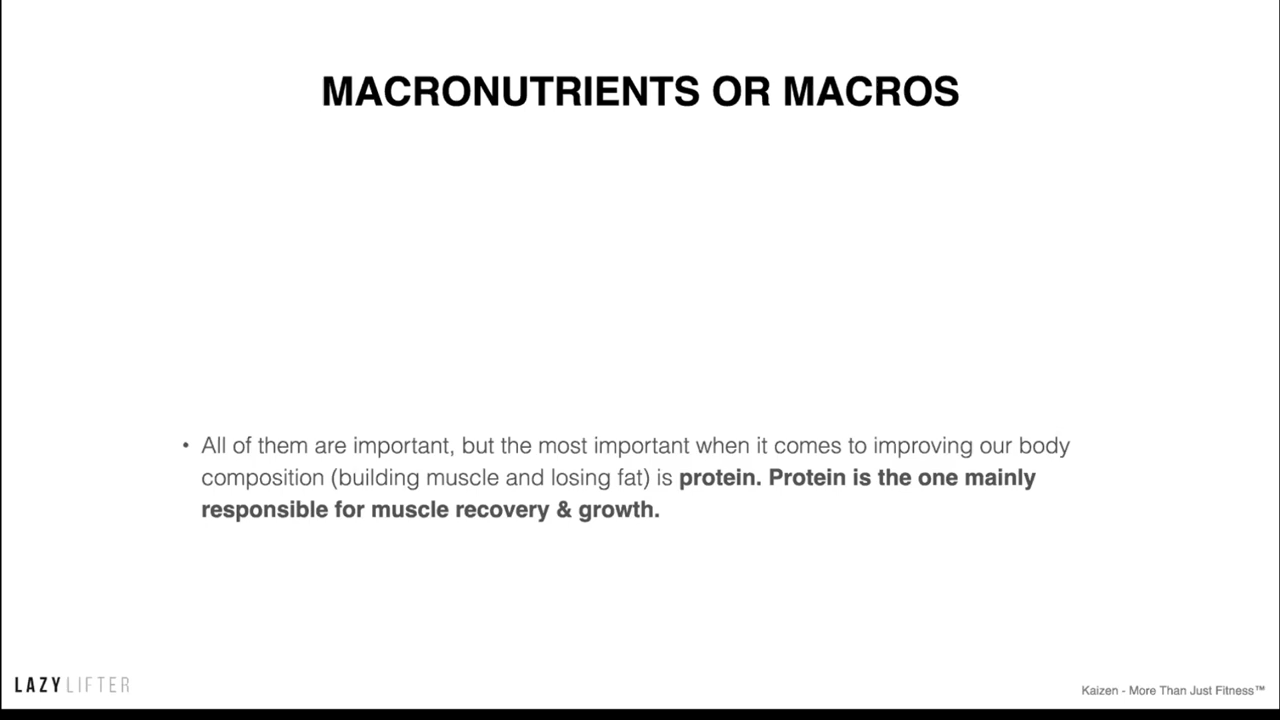 MACRONUTRIENTS OR MACROS
• All of them are important, but the most important when it comes to improving our body
composition (building muscle and losing fat) is protein. Protein is the one mainly
responsible for muscle recovery & growth.
LAZYLIFTER
Kaizen - More Than Just Fitness™